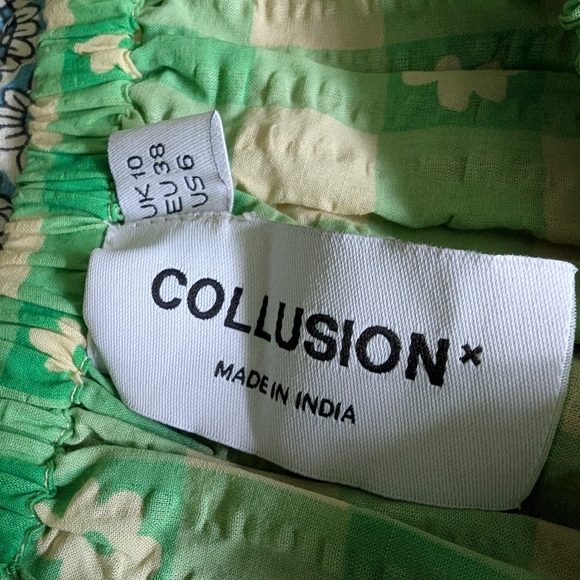 UK 10
EU 38
US 6
COLLUSION×
MADE IN INDIA